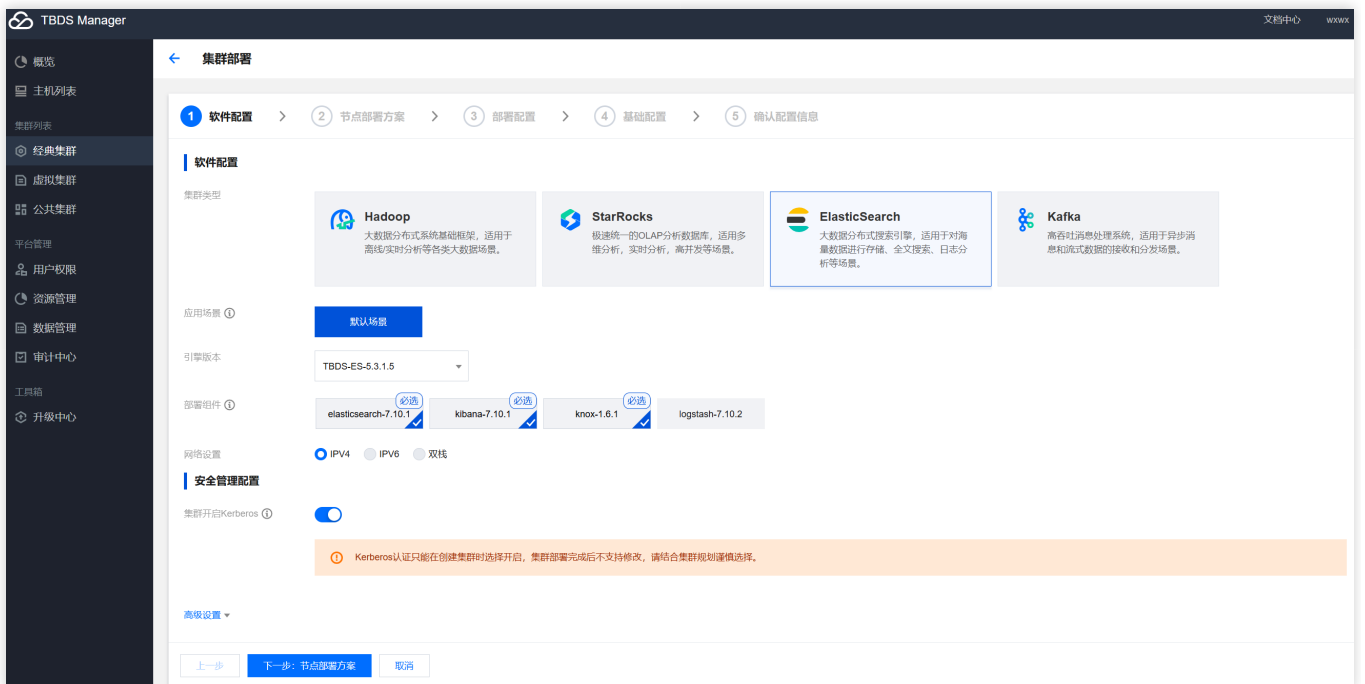 TBDS Manager
文档中心
wxwx
概览
主机列表
集群列表
经典集群
虚拟集群
公共集群
平台管理
用户权限
资源管理
数据管理
审计中心
工具箱
升级中心
集群部署
1 软件配置
2 节点部署方案
3 部署配置
4 基础配置
5 确认配置信息
软件配置
集群类型
Hadoop
大数据分布式系统基础框架，适用于
离线/实时分析等各类大数据场景。
StarRocks
极速统一的OLAP分析数据库，适用多
维分析，实时分析，高并发等场景。
ElasticSearch
大数据分布式搜索引擎，适用于对海
量数据进行存储、全文搜索、日志分
析等场景。
Kafka
高吞吐消息处理系统，适用于异步消
息和流式数据的接收和分发场景。
应用场景
默认场景
引擎版本
TBDS-ES-5.3.1.5
部署组件
elasticsearch-7.10.1
必选
kibana-7.10.1
必选
knox-1.6.1
必选
logstash-7.10.2
网络设置
IPV4
IPV6
双栈
安全管理配置
集群开启Kerberos
Kerberos认证只能在创建集群时选择开启，集群部署完成后不支持修改，请结合集群规划谨慎选择。
高级设置
上一步
下一步：节点部署方案
取消